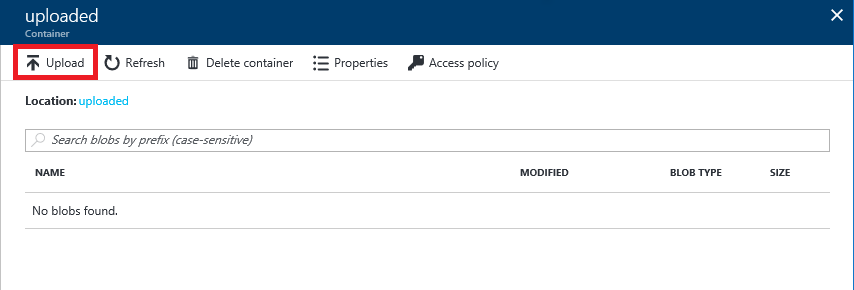 uploaded
Container
Upload Refresh Delete container Properties Access policy
Location: uploaded
Search blobs by prefix (case-sensitive)
NAME MODIFIED BLOB TYPE SIZE
No blobs found.